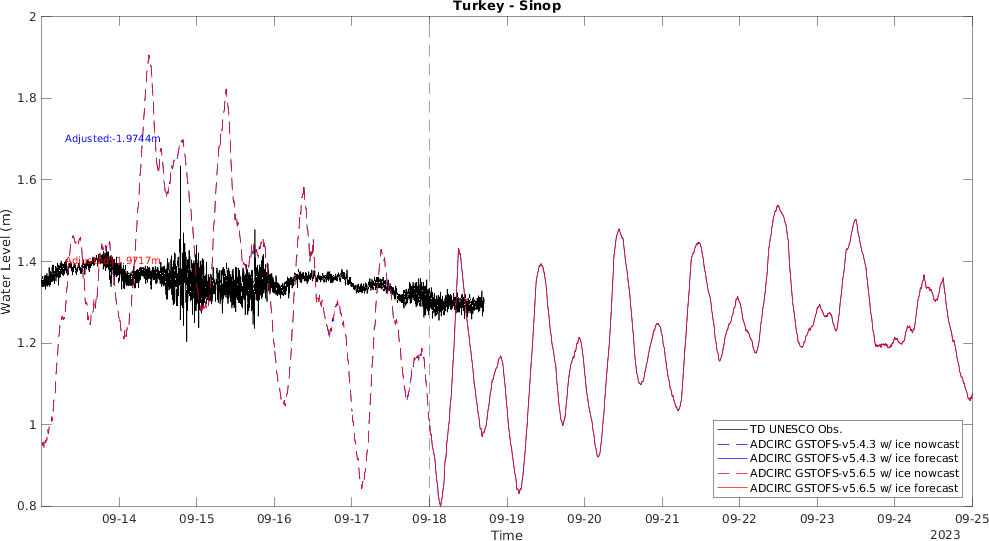 Turkey - Sinop
2
1.8
1.6
1.4
1.2
1
0.8
Water Level (m)
Adjusted:-1.9744m
Adjusted:-1.9717m
TD UNESCO Obs.
ADCIRC GSTOFS-v5.4.3 w/ ice nowcast
ADCIRC GSTOFS-v5.4.3 w/ ice forecast
ADCIRC GSTOFS-v5.6.5 w/ ice nowcast
ADCIRC GSTOFS-v5.6.5 w/ ice forecast
09-14 09-15 09-16 09-17 09-18 09-19 09-20 09-21 09-22 09-23 09-24 09-25
Time
2023